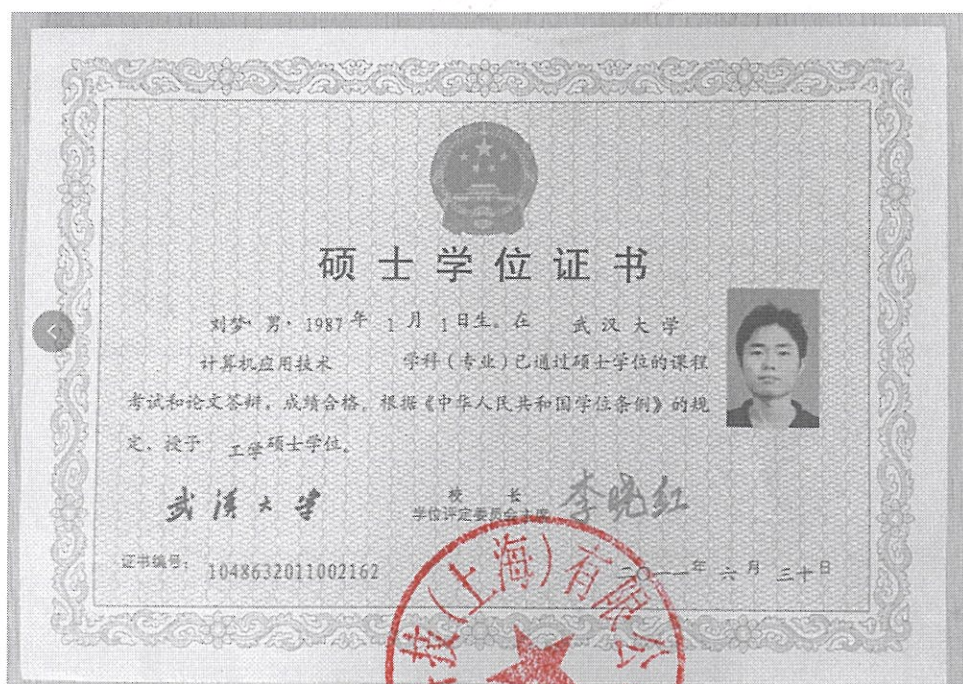 硕士学位证书
刘梦, 男, 1987年 1月 1日生。在 武汉大学
计算机应用技术 学科（专业）已通过硕士学位的课程
考试和论文答辩，成绩合格。根据《中华人民共和国学位条例》的规
定，授予 工学硕士学位。
武汉大学
校 长
学位评定委员会主席
李晓红
证书编号： 1048632011002162
二〇一一年 六月 三十日
技（上海）有限公